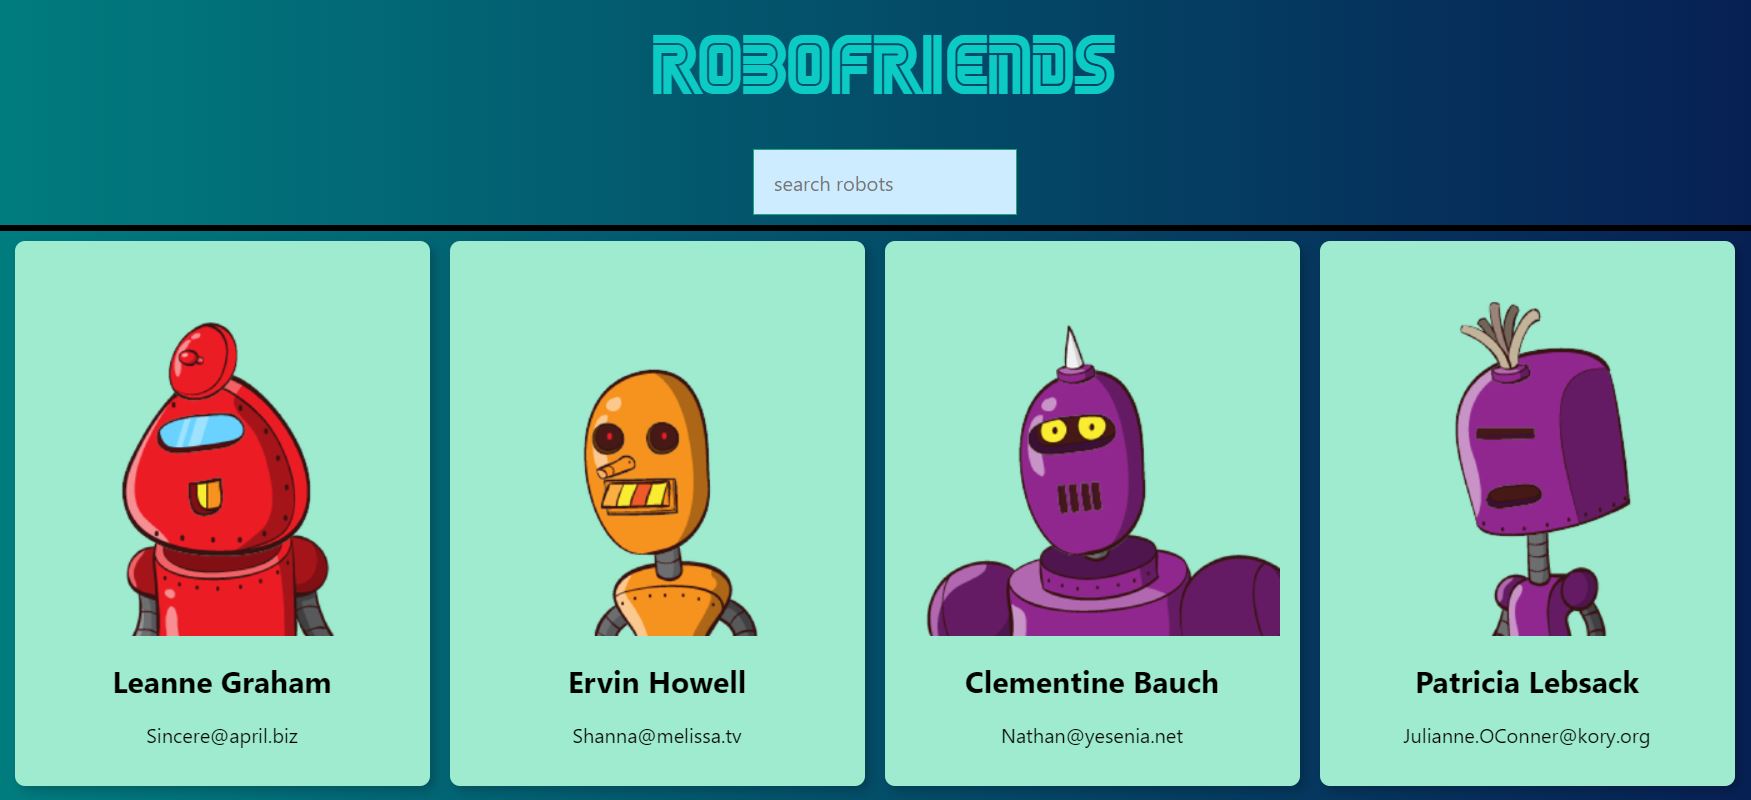 ROBOFRIENDS
search robots
Leanne Graham
Sincere@april.biz
Ervin Howell
Shanna@melissa.tv
Clementine Bauch
Nathan@yesenia.net
Patricia Lebsack
Julianne.OConner@kory.org